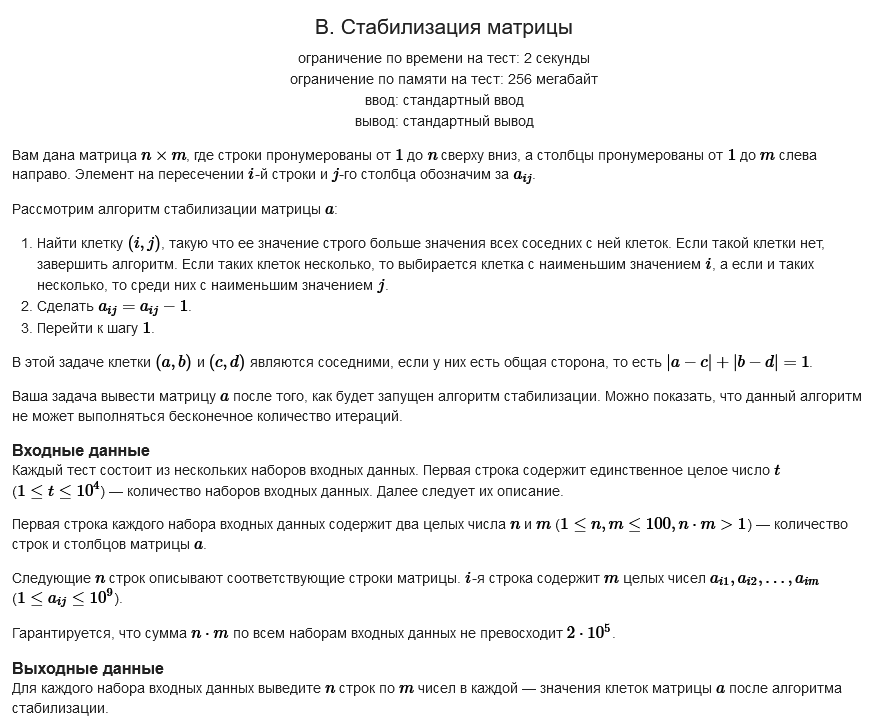 В. Стабилизация матрицы
ограничение по времени на тест: 2 секунды
ограничение по памяти на тест: 256 мегабайт
ввод: стандартный ввод
вывод: стандартный вывод
Вам дана матрица n × m, где строки пронумерованы от 1 до n сверху вниз, а столбцы пронумерованы от 1 до m слева
направо. Элемент на пересечении i-й строки и j-го столбца обозначим за a_{ij}.
Рассмотрим алгоритм стабилизации матрицы a:
1. Найти клетку (i, j), такую что ее значение строго больше значения всех соседних с ней клеток. Если такой клетки нет,
завершить алгоритм. Если таких клеток несколько, то выбирается клетка с наименьшим значением i, а если и таких
несколько, то среди них с наименьшим значением j.
2. Сделать a_{ij} = a_{ij} − 1.
3. Перейти к шагу 1.
В этой задаче клетки (a, b) и (c, d) являются соседними, если у них есть общая сторона, то есть |a − c| + |b − d| = 1.
Ваша задача вывести матрицу a после того, как будет запущен алгоритм стабилизации. Можно показать, что данный алгоритм
не может выполняться бесконечное количество итераций.
Входные данные
Каждый тест состоит из нескольких наборов входных данных. Первая строка содержит единственное целое число t
(1 ≤ t ≤ 10^4) — количество наборов входных данных. Далее следует их описание.
Первая строка каждого набора входных данных содержит два целых числа n и m (1 ≤ n, m ≤ 100, n · m > 1) — количество
строк и столбцов матрицы a.
Следующие n строк описывают соответствующие строки матрицы. i-я строка содержит m целых чисел a_{i1}, a_{i2}, …, a_{im}
(1 ≤ a_{ij} ≤ 10^9).
Гарантируется, что сумма n · m по всем наборам входных данных не превосходит 2 · 10^5.
Выходные данные
Для каждого набора входных данных выведите n строк по m чисел в каждой — значения клеток матрицы a после алгоритма
стабилизации.